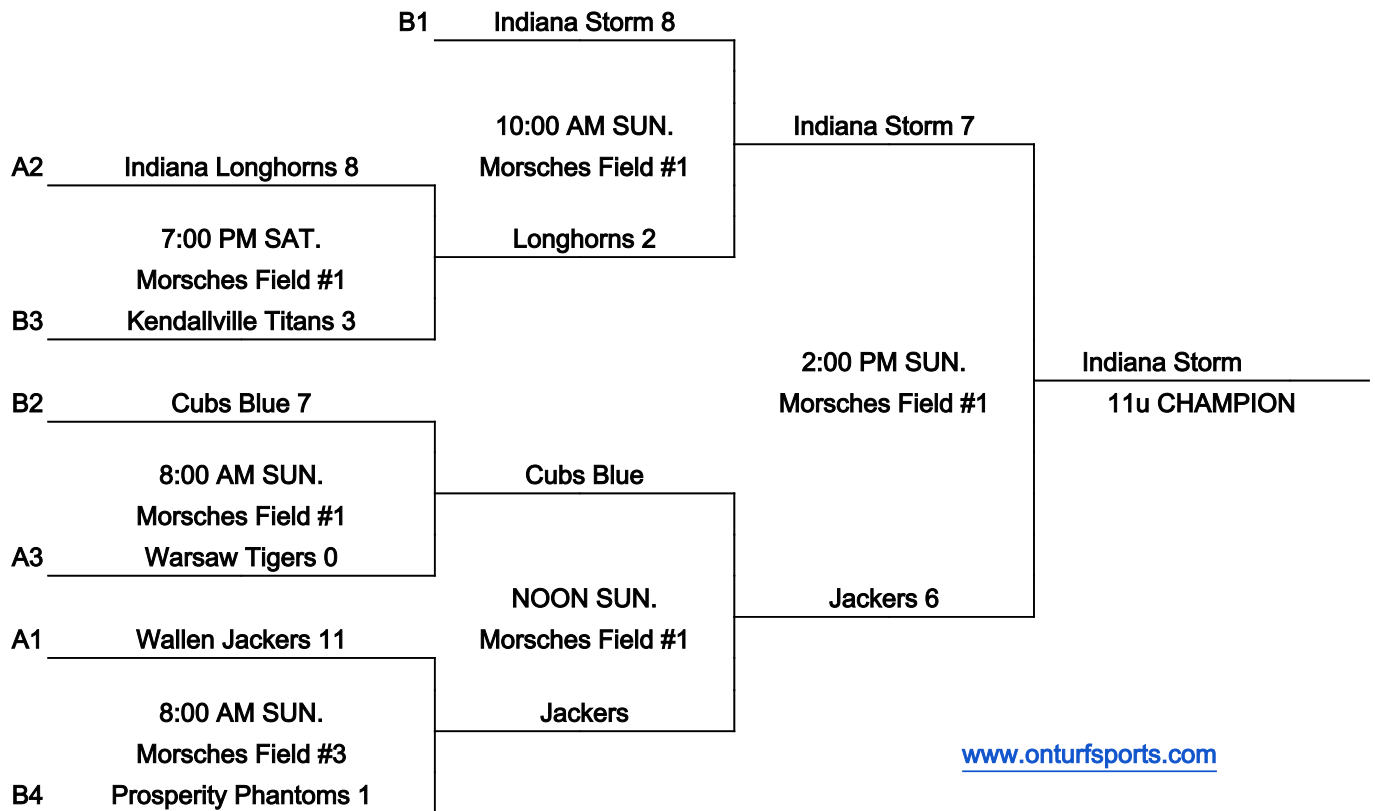 B1 Indiana Storm 8
10:00 AM SUN. Indiana Storm 7
A2 Indiana Longhorns 8 Morsches Field #1
7:00 PM SAT. Longhorns 2
Morsches Field #1
B3 Kendallville Titans 3
2:00 PM SUN. Indiana Storm
B2 Cubs Blue 7 Morsches Field #1 11u CHAMPION
8:00 AM SUN. Cubs Blue
Morsches Field #1
A3 Warsaw Tigers 0
NOON SUN. Jackers 6
A1 Wallen Jackers 11 Morsches Field #1
8:00 AM SUN. Jackers
Morsches Field #3 www.onturfsports.com
B4 Prosperity Phantoms 1